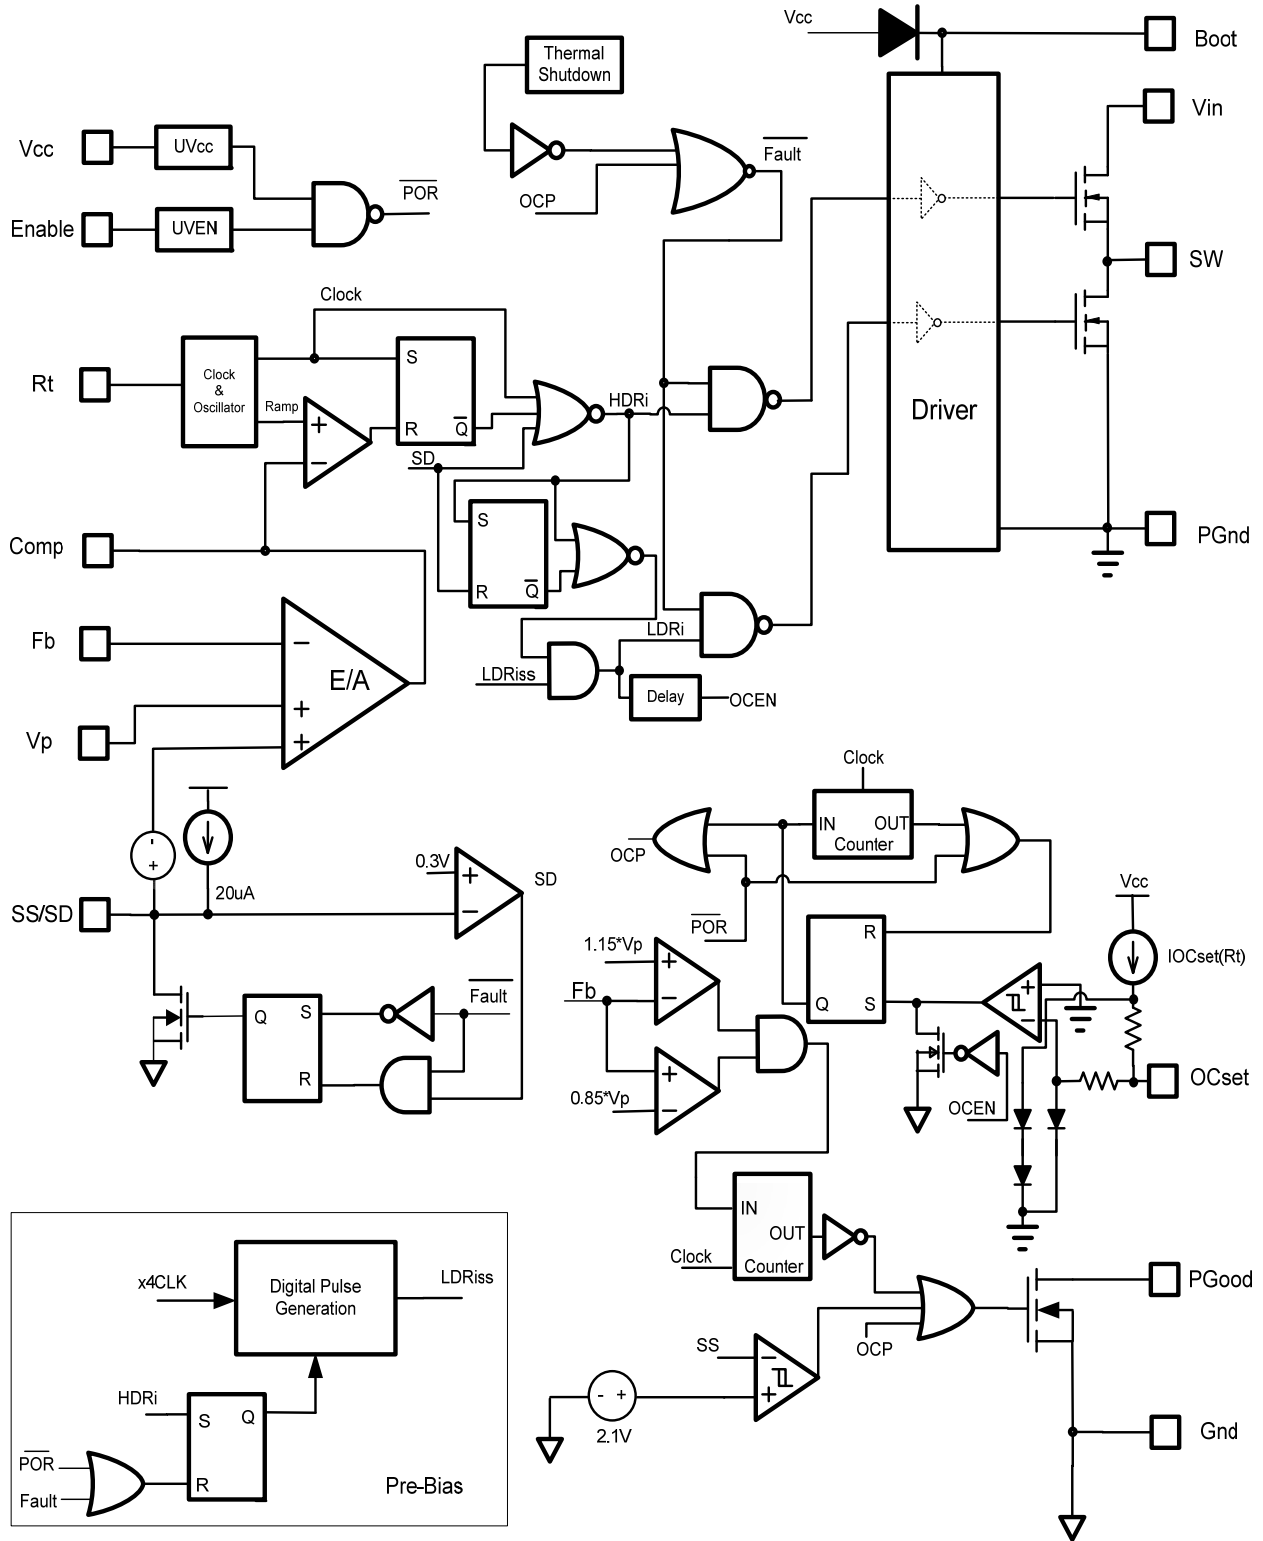 Vcc
Boot
Thermal
Shutdown
Vin
Vcc
UVcc
Fault
POR
OCP
Enable
UVEN
SW
Clock
Rt
Clock
&
Oscillator
Ramp
S
R
Q
+
−
HDRi
SD
Driver
S
R
Q
Comp
PGnd
Fb
−
E/A
LDRi
LDRiss
Delay
OCEN
+
+
Vp
Clock
IN
OUT
Counter
OCP
-
+
20uA
0.3V
+
−
SD
SS/SD
POR
Vcc
IOCset(Rt)
R
Q
S
1.15*Vp
+
−
Fb
+
−
0.85*Vp
+
−
Fault
Q
S
R
OCset
OCEN
IN
OUT
Counter
Clock
x4CLK
Digital Pulse
Generation
LDRiss
PGood
OCP
SS
−
+
- +
2.1V
HDRi
S
Q
R
POR
Fault
Pre-Bias
Gnd